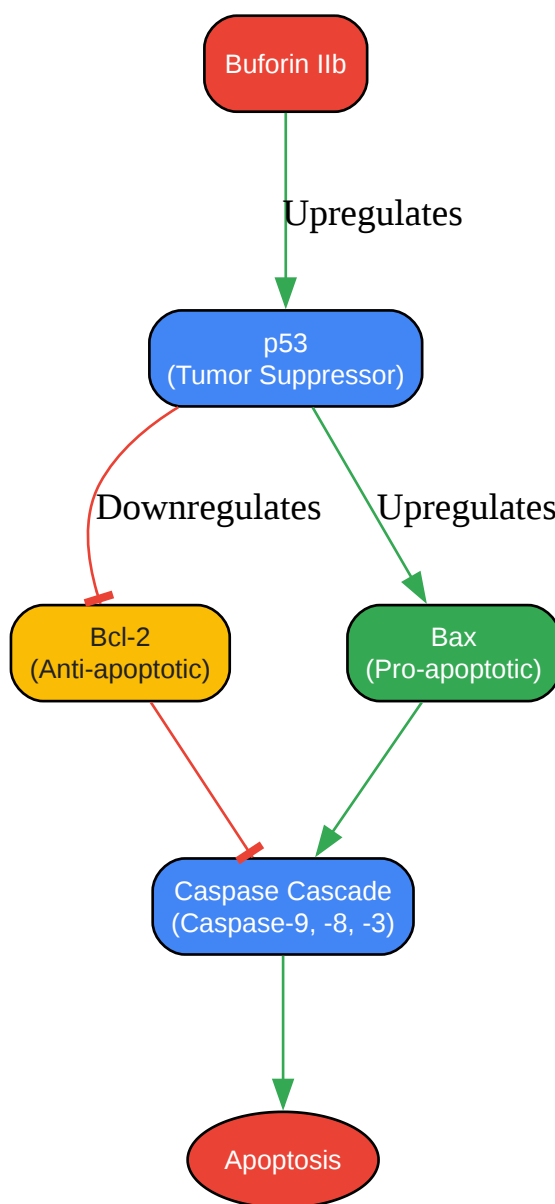 Buforin IIb
Upregulates
p53
(Tumor Suppressor)
Downregulates
Upregulates
Bcl-2
(Anti-apoptotic)
Bax
(Pro-apoptotic)
Caspase Cascade
(Caspase-9, -8, -3)
Apoptosis